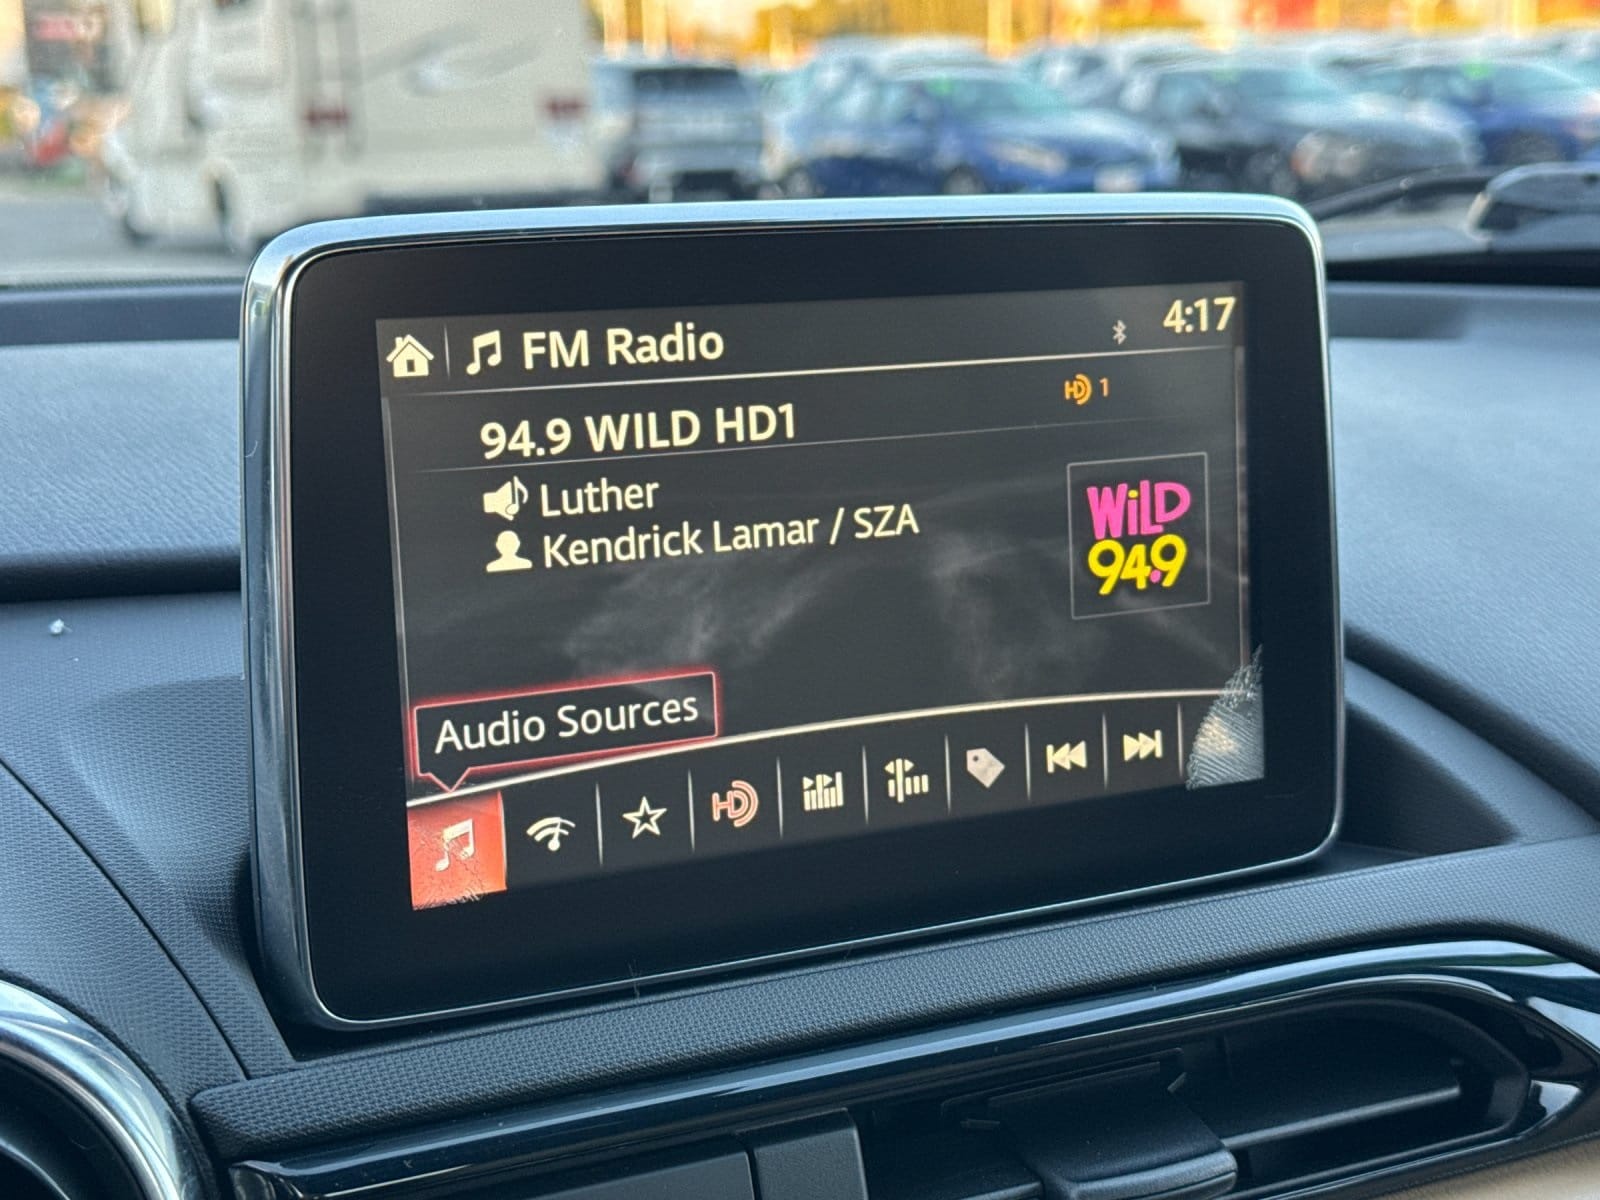 FM Radio
4:17
HD 1
94.9 WILD HD1
Luther
Kendrick Lamar / SZA
WiLD
94.9
Audio Sources
HD